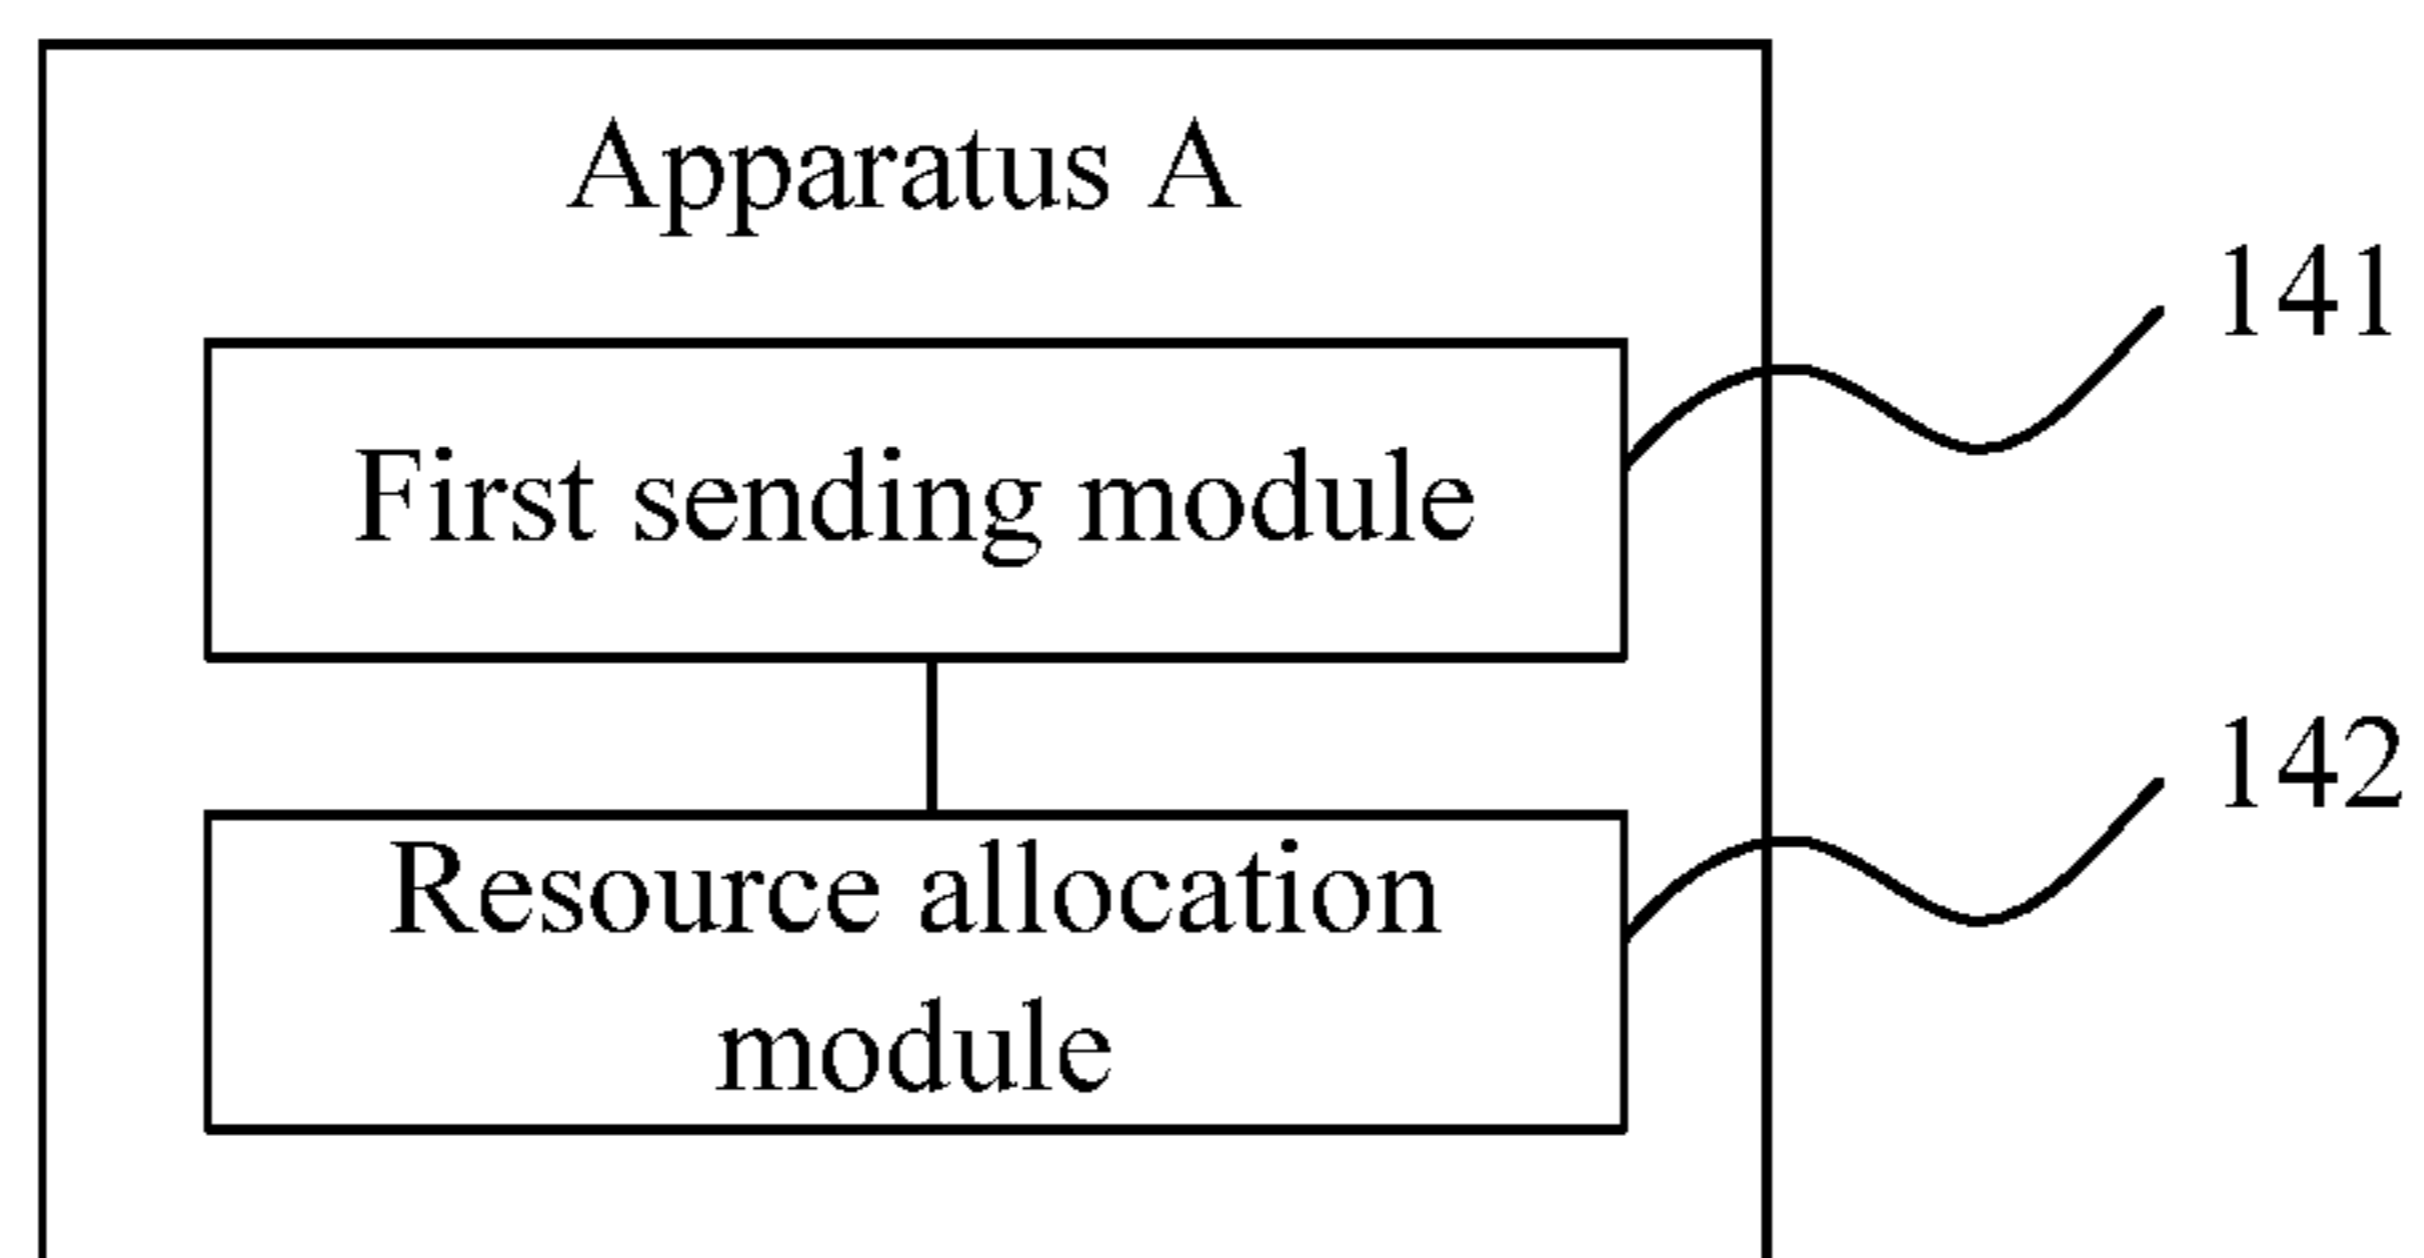 Apparatus A
141
First sending module
142
Resource allocation
module